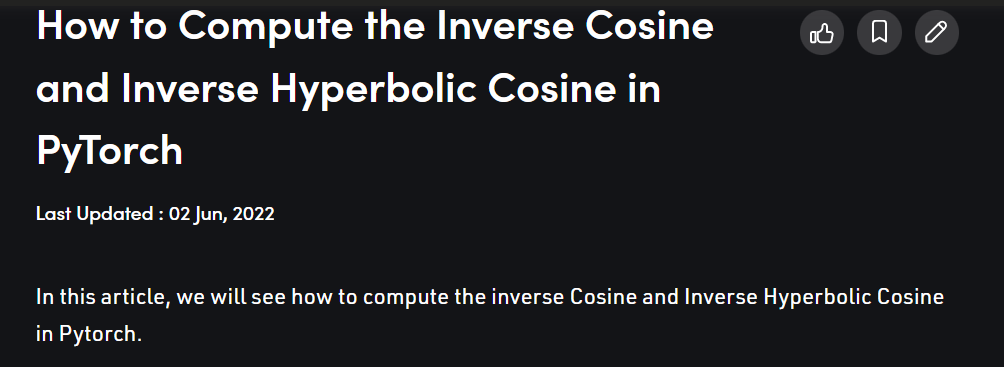 How to Compute the Inverse Cosine
and Inverse Hyperbolic Cosine in
PyTorch
Last Updated : 02 Jun, 2022
In this article, we will see how to compute the inverse Cosine and Inverse Hyperbolic Cosine
in Pytorch.